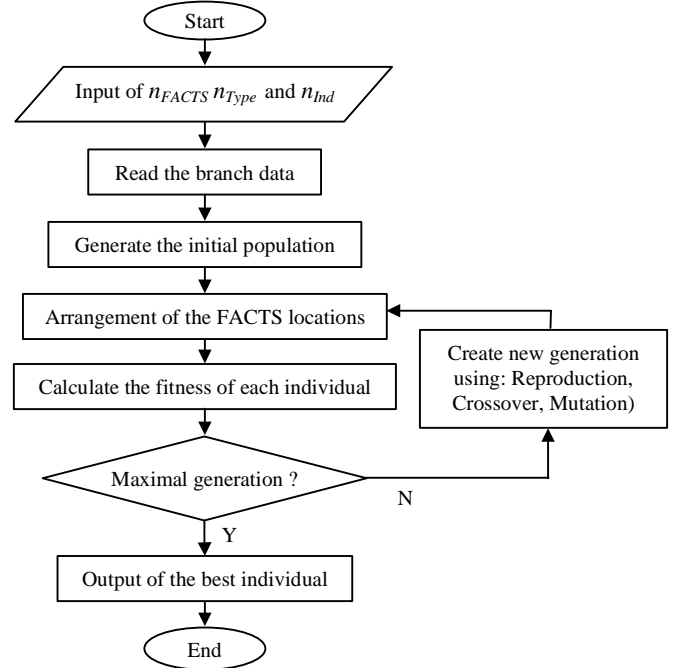 Start
Input of nFACTS nType and nInd
Read the branch data
Generate the initial population
Arrangement of the FACTS locations
Calculate the fitness of each individual
Create new generation
using: Reproduction,
Crossover, Mutation)
Maximal generation ?
N
Y
Output of the best individual
End